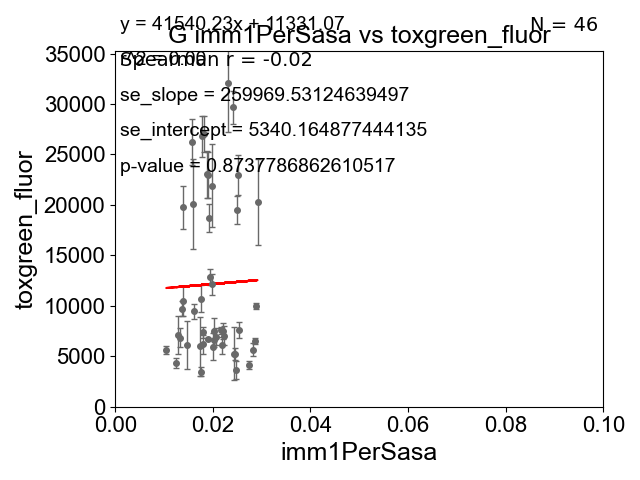 y = 41540.23x + 11331.07
N = 46
G imm1PerSasa vs toxgreen_fluor
r^2 = 0.00
Spearman r = -0.02
se_slope = 259969.53124639497
se_intercept = 5340.164877444135
p-value = 0.8737786862610517
35000
30000
25000
20000
15000
10000
5000
0
toxgreen_fluor
0.00
0.02
0.04
0.06
0.08
0.10
imm1PerSasa